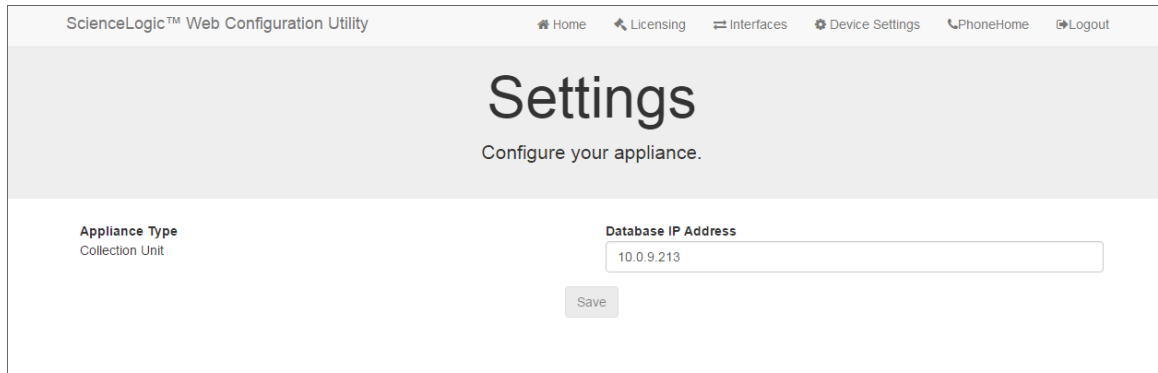 ScienceLogic™ Web Configuration Utility Home Licensing Interfaces Device Settings PhoneHome Logout
Settings
Configure your appliance.
Appliance Type Database IP Address
Collection Unit
10.0.9.213
Save